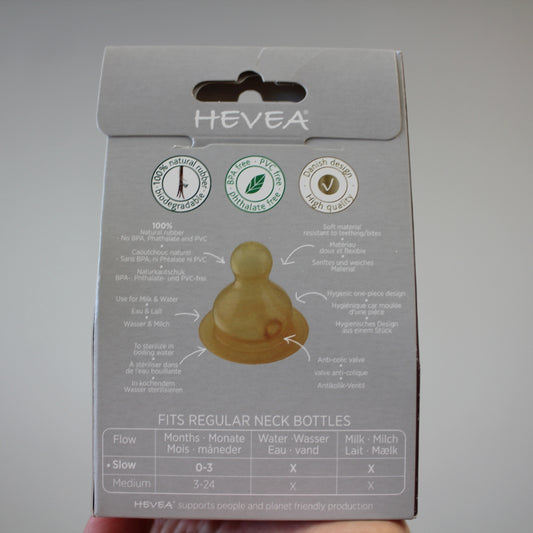 HEVEA®
100% natural rubber
· biodegradable ·
BPA free · PVC free
phthalate free
Danish design
· High quality ·
100%
Natural rubber
- No BPA, Phathalate and PVC
Caoutchouc naturel
- Sans BPA, ni Préalate ni PVC
Naturkautschuk
BPA-, Phthalate- und PVC-frei
Use for Milk & Water
Eau & Lait
Wasser & Milch
To sterilize in
boiling water
À stériliser dans
de l'eau bouillante
In kochendem
Wasser sterilisieren
Soft material
resistant to teething/bites
Matériau
doux et flexible
Sanftes und weiches
Material
Hygienic one-piece design
Hygiénique car moulée
d'une pièce
Hygienisches Design
aus einem Stück
Anti-colic valve
valve anti-colique
Antikolik-Ventil
FITS REGULAR NECK BOTTLES
Flow Months · Monate Water · Wasser Milk · Milch
Mois · måneder Eau · vand Lait · Mælk
• Slow 0-3 X X
Medium 3-24 X X
HEVEA® supports people and planet friendly production